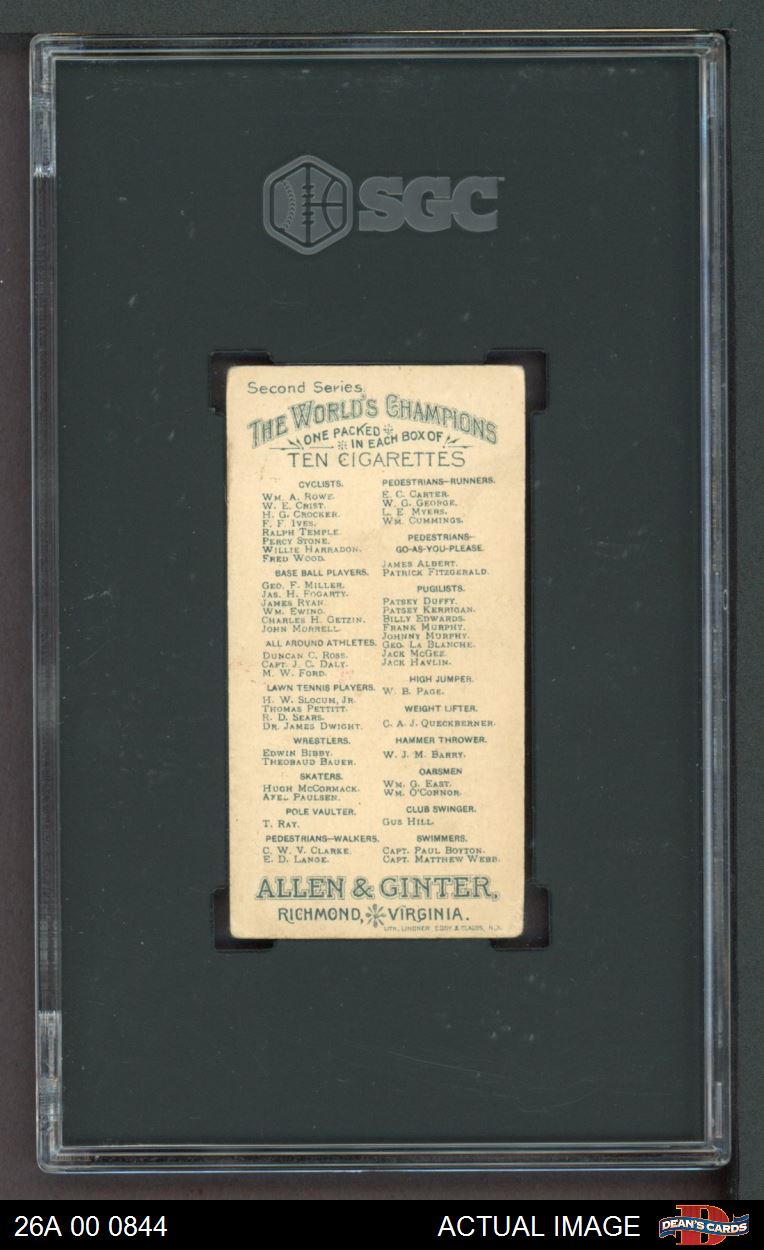 SGC
Second Series.
THE WORLD'S CHAMPIONS
ONE PACKED
IN EACH BOX OF
TEN CIGARETTES
CYCLISTS.
WM. A. ROWE.
W. E. CRIST.
H. G. CROCKER.
F. F. IVES.
RALPH TEMPLE.
PERCY STONE.
WILLIE HARRADON.
FRED WOOD.
BASE BALL PLAYERS.
GEO. F. MILLER.
JAS. H. FOGARTY.
JAMES RYAN.
WM. EWING.
CHARLES H. GETZIN.
JOHN MORRELL.
ALL AROUND ATHLETES.
DUNCAN C. ROSS.
CAPT. J. C. DALY.
M. W. FORD.
LAWN TENNIS PLAYERS.
H. W. SLOCUM, JR.
THOMAS PETTITT.
R. D. SEARS.
DR. JAMES DWIGHT.
WRESTLERS.
EDWIN BIBBY.
THEOBAUD BAUER.
SKATERS.
HUGH MCCORMACK.
AXEL PAULSEN.
POLE VAULTER.
T. RAY.
PEDESTRIANS-WALKERS.
C. W. V. CLARKE.
E. D. LANGE.
PEDESTRIANS-RUNNERS.
E. C. CARTER.
W. G. GEORGE.
L. E. MYERS.
WM. CUMMINGS.
PEDESTRIANS-
GO-AS-YOU-PLEASE.
JAMES ALBERT.
PATRICK FITZGERALD.
PUGILISTS.
PATSEY DUFFY.
PATSEY KERRIGAN.
BILLY EDWARDS.
FRANK MURPHY.
JOHNNY MURPHY.
GEO. LA BLANCHE.
JACK MCGEE.
JACK HAVLIN.
HIGH JUMPER.
W. B. PAGE.
WEIGHT LIFTER.
C. A. J. QUECKBERNER.
HAMMER THROWER.
W. J. M. BARRY.
OARSMEN
WM. G. EAST.
WM. O'CONNOR.
CLUB SWINGER.
GUS HILL.
SWIMMERS.
CAPT. PAUL BOYTON.
CAPT. MATTHEW WEBB.
ALLEN & GINTER,
RICHMOND, VIRGINIA.
LITH. LINDNER, EDDY & CLAUSS, N.Y.
26A 00 0844
ACTUAL IMAGE
DEAN'S CARDS